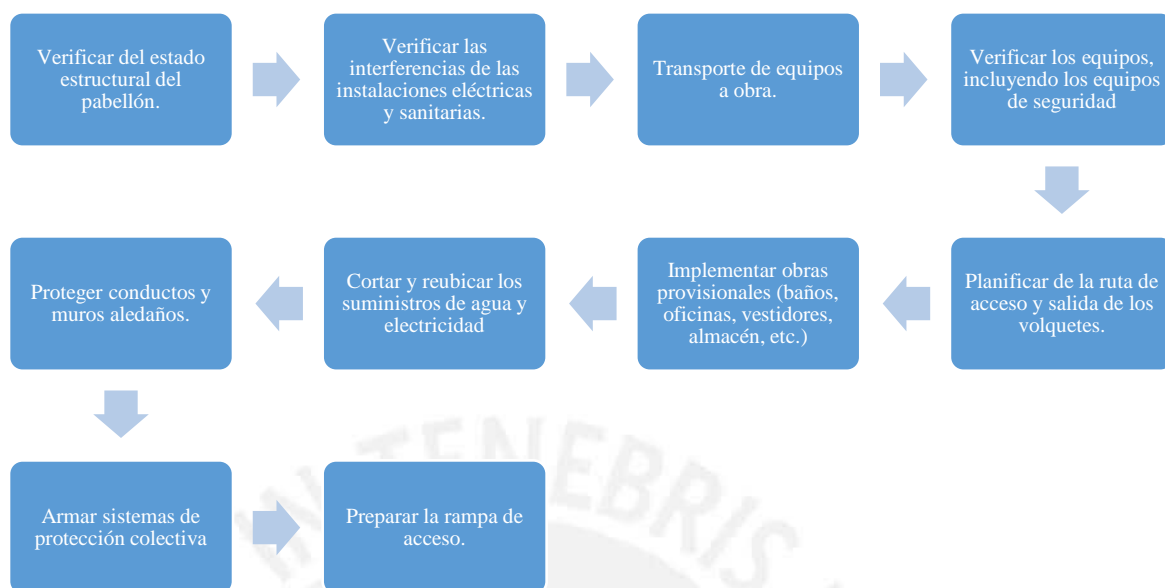 Verificar del estado
estructural del
pabellón.
Verificar las
interferencias de las
instalaciones eléctricas
y sanitarias.
Transporte de equipos
a obra.
Verificar los equipos,
incluyendo los equipos
de seguridad
Planificar de la ruta de
acceso y salida de los
volquetes.
Implementar obras
provisionales (baños,
oficinas, vestidores,
almacén, etc.)
Cortar y reubicar los
suministros de agua y
electricidad
Proteger conductos y
muros aledaños.
Armar sistemas de
protección colectiva
Preparar la rampa de
acceso.
TENEBRIS